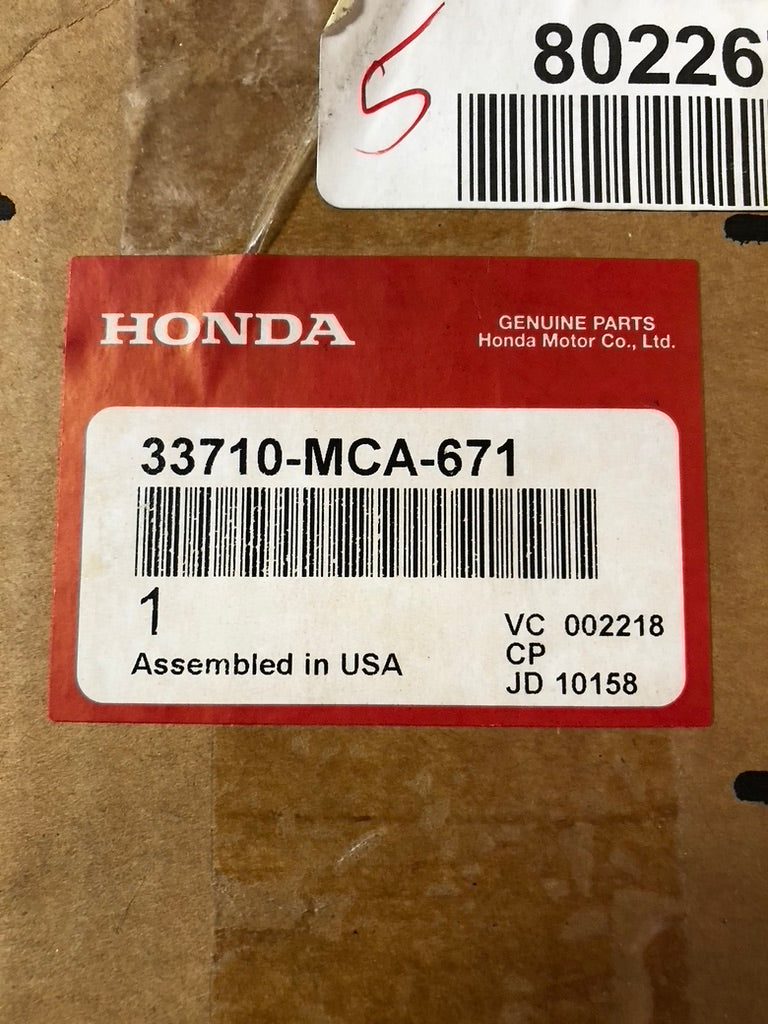 5
80226
HONDA
GENUINE PARTS
Honda Motor Co., Ltd.
33710-MCA-671
1
Assembled in USA
VC 002218
CP
JD 10158